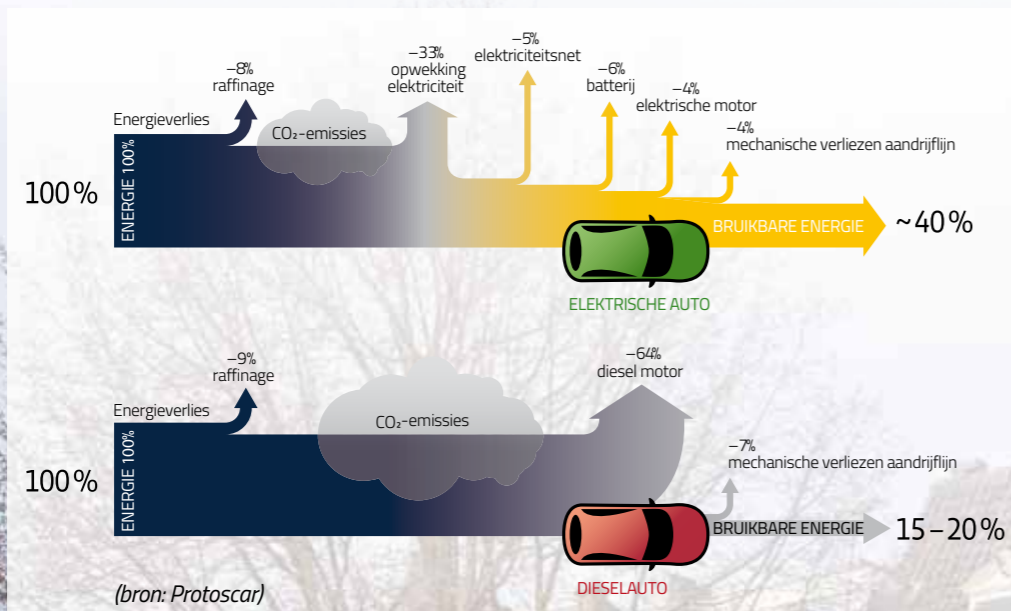 –5%
elektriciteitsnet
–33%
opwekking
elektriciteit
–8%
raffinage
–6%
batterij
–4%
elektrische motor
–4%
mechanische verliezen aandrijflijn
Energieverlies
CO₂-emissies
100%
ENERGIE 100%
BRUIKBARE ENERGIE
~40%
ELEKTRISCHE AUTO
–9%
raffinage
–64%
diesel motor
Energieverlies
CO₂-emissies
–7%
mechanische verliezen aandrijflijn
100%
ENERGIE 100%
BRUIKBARE ENERGIE
15–20%
DIESELAUTO
(bron: Protoscar)